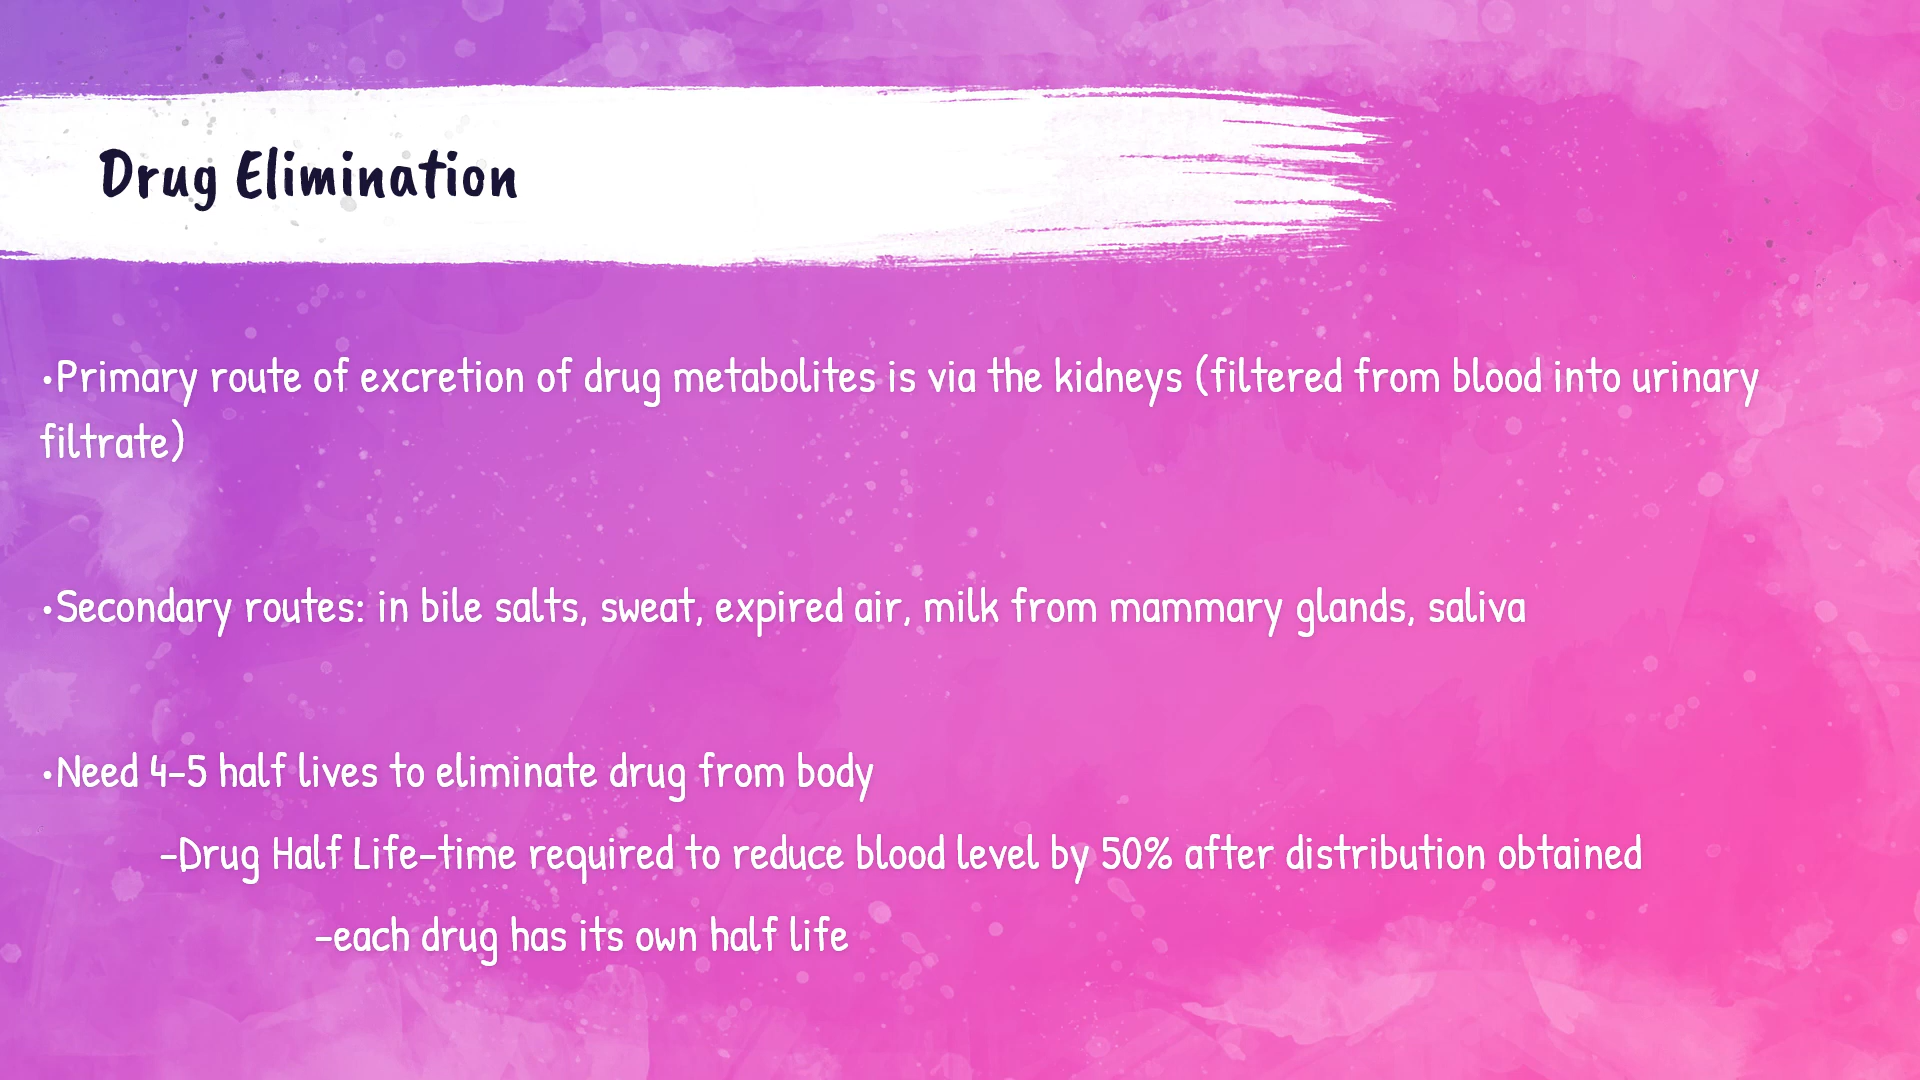 Drug Elimination
•Primary route of excretion of drug metabolites is via the kidneys (filtered from blood into urinary
filtrate)
•Secondary routes: in bile salts, sweat, expired air, milk from mammary glands, saliva
•Need 4-5 half lives to eliminate drug from body
-Drug Half Life-time required to reduce blood level by 50% after distribution obtained
-each drug has its own half life